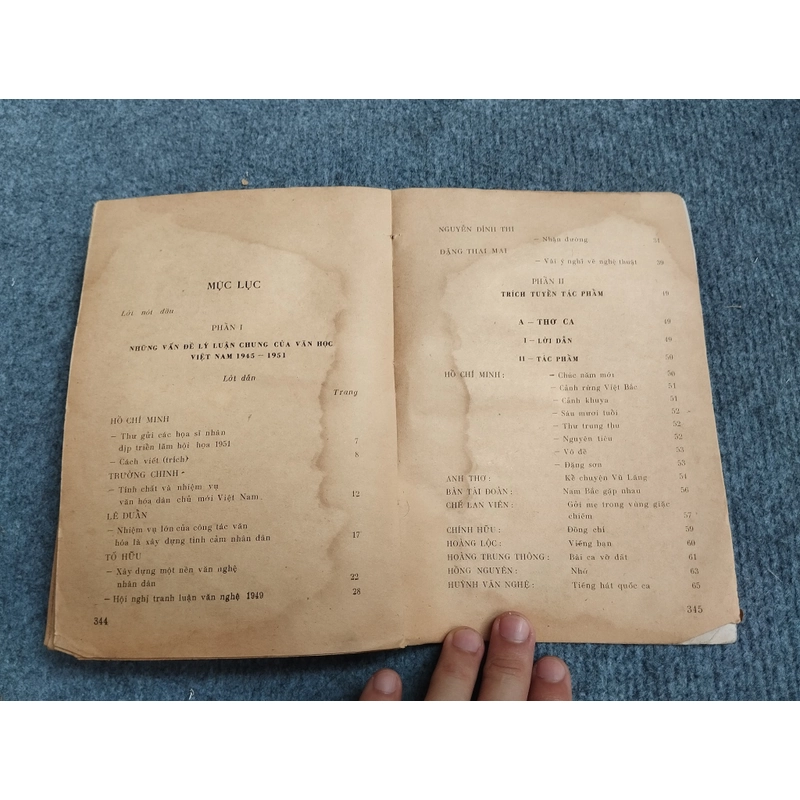 MỤC LỤC
Lời nói đầu
PHẦN I
NHỮNG VẤN ĐỀ LÝ LUẬN CHUNG CỦA VĂN HỌC
VIỆT NAM 1945 — 1951
Lời dẫn
Trang
HỒ CHÍ MINH
— Thư gửi các họa sĩ nhân
dịp triển lãm hội họa 1951 7
— Cách viết (trích) 8
TRƯỜNG CHINH
— Tính chất và nhiệm vụ
văn hóa dân chủ mới Việt Nam. 12
LÊ DUẨN
— Nhiệm vụ lớn của công tác văn
hóa là xây dựng tình cảm nhân dân 17
TỐ HỮU
— Xây dựng một nền văn nghệ
nhân dân 22
— Hội nghị tranh luận văn nghệ 1949 28
344
NGUYỄN ĐÌNH THI
— Nhận đường 31
ĐẶNG THAI MAI
— Vài ý nghĩ về nghệ thuật 39
PHẦN II
TRÍCH TUYỂN TÁC PHẨM 49
A — THƠ CA 49
I — LỜI DẪN 49
II — TÁC PHẨM 50
HỒ CHÍ MINH: — Chúc năm mới 50
— Cảnh rừng Việt Bắc 51
— Cảnh khuya 51
— Sáu mươi tuổi 52
— Thư trung thu 52
— Nguyên tiêu 52
— Vô đề 53
— Đăng sơn 53
ANH THƠ: Kể chuyện Vũ Lăng 54
BÀN TÀI ĐOÀN: Nam Bắc gặp nhau 56
CHẾ LAN VIÊN: Gởi mẹ trong vùng giặc
chiếm 57
CHÍNH HỮU: Đồng chí 59
HOÀNG LỘC: Viếng bạn 60
HOÀNG TRUNG THÔNG: Bài ca vỡ đất 61
HỒNG NGUYÊN: Nhớ 63
HUỲNH VĂN NGHỆ: Tiếng hát quốc ca 65
345